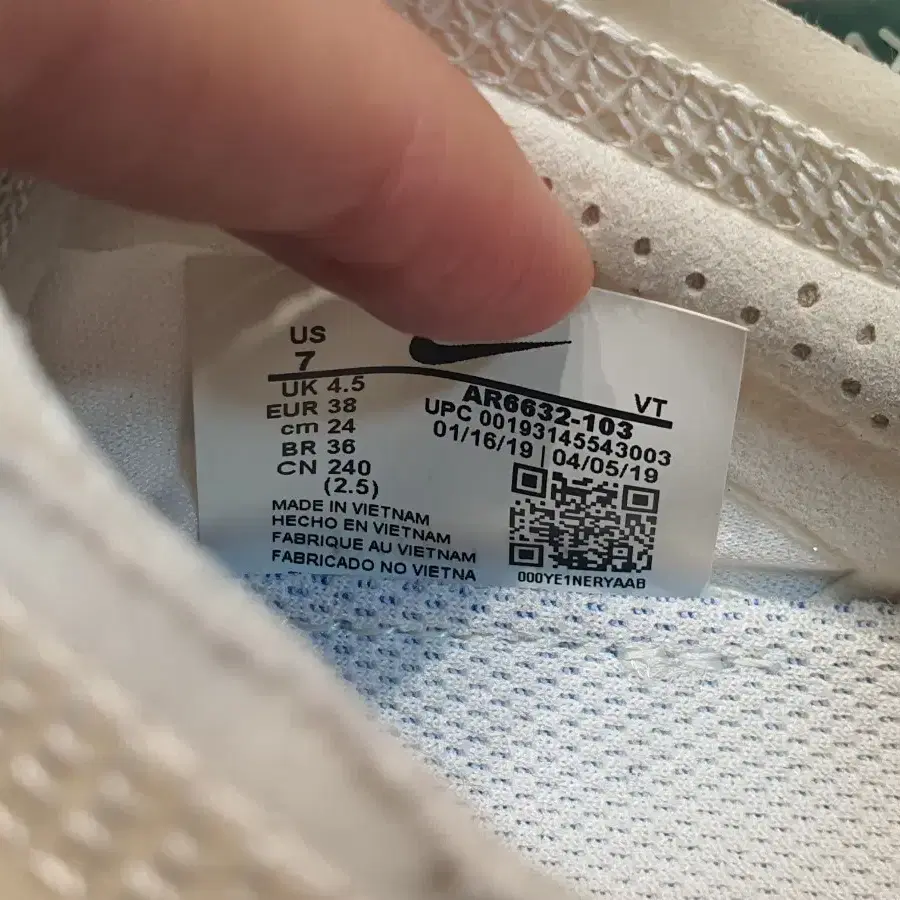 US
7
UK 4.5
EUR 38
cm 24
BR 36
CN 240
(2.5)
MADE IN VIETNAM
HECHO EN VIETNAM
FABRIQUE AU VIETNAM
FABRICADO NO VIETNA
VT
AR6632-103
UPC 00193145543003
01/16/19 | 04/05/19
000YE1NERYAAB